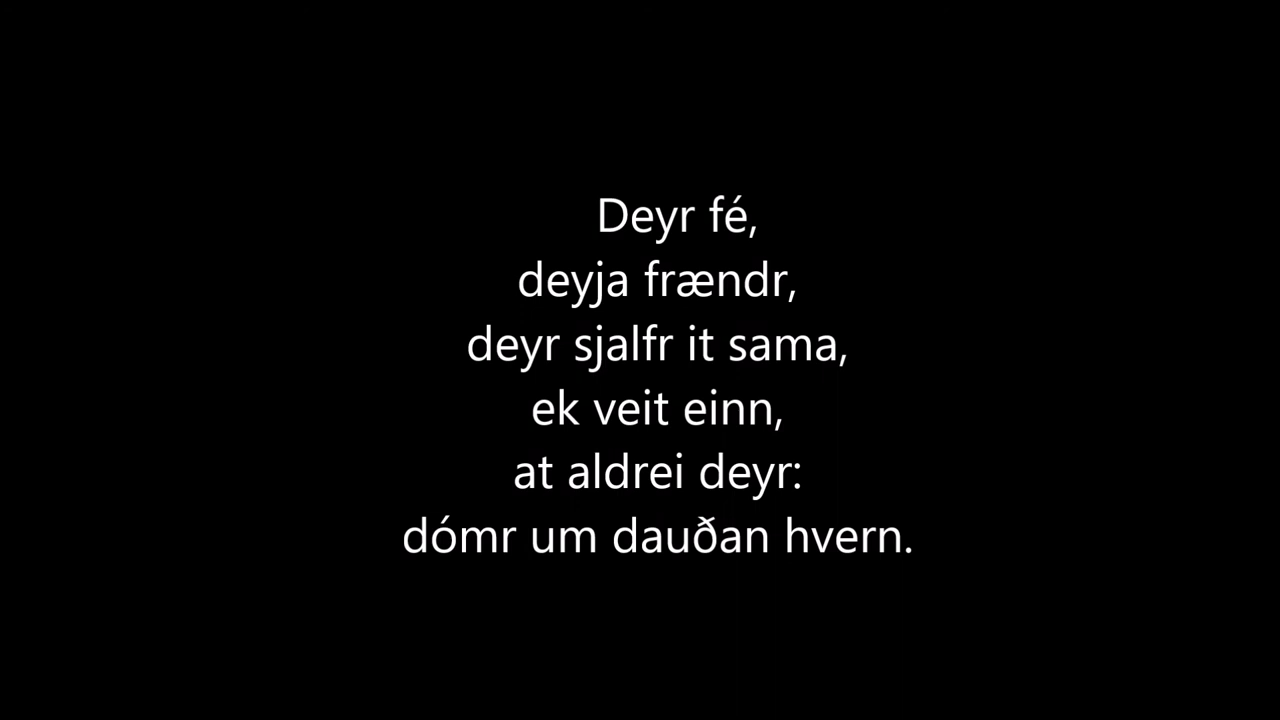 Deyr fé,
deyja frændr,
deyr sjalfr it sama,
ek veit einn,
at aldrei deyr:
dómr um dauðan hvern.